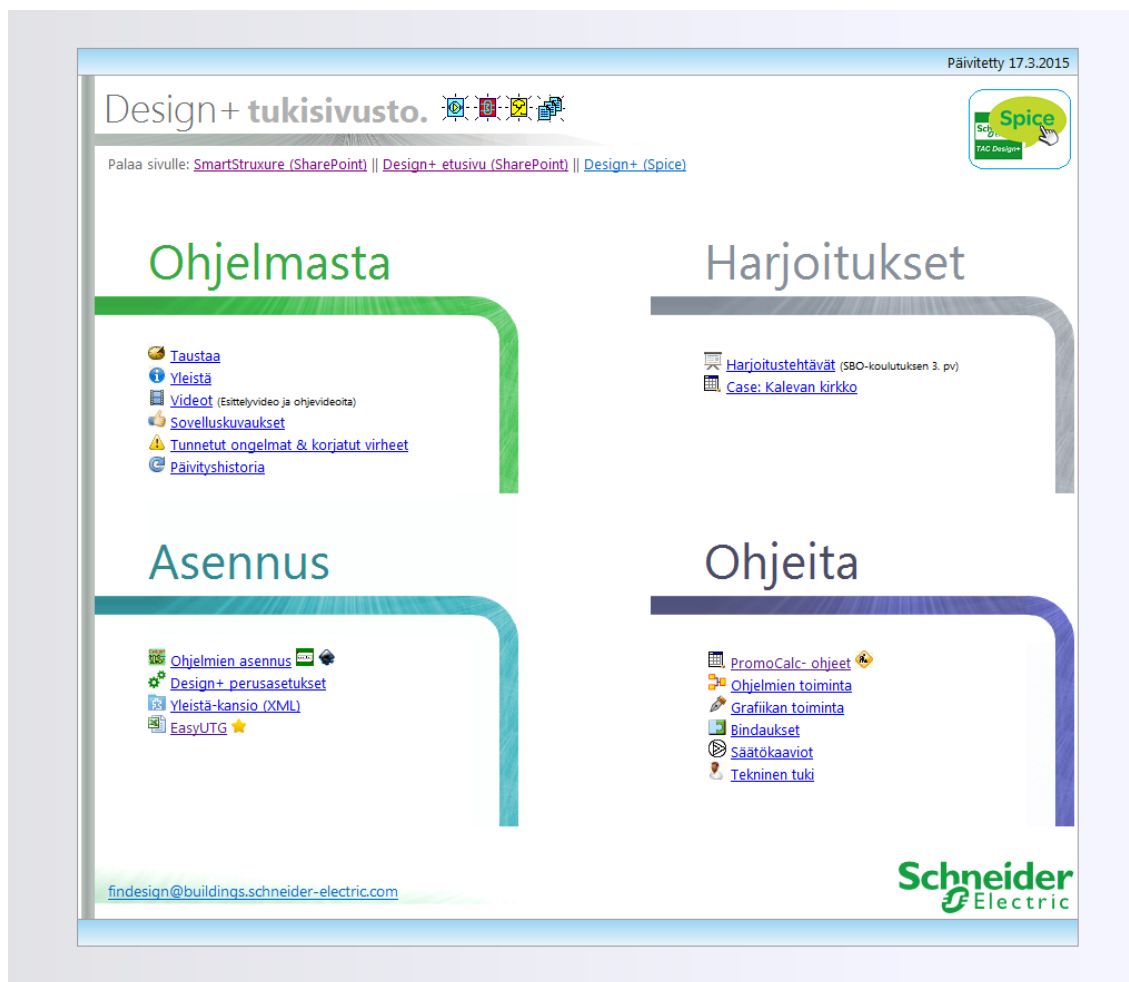 Päivitetty 17.3.2015
Design+ tukisivusto.
Spice
TAC Design+
Palaa sivulle: SmartStruxure (SharePoint) || Design+ etusivu (SharePoint) || Design+ (Spice)
Ohjelmasta
Taustaa
Yleistä
Videot (Esittelyvideo ja ohjevideoita)
Sovelluskuvaukset
Tunnetut ongelmat & korjatut virheet
Päivityshistoria
Harjoitukset
Harjoitustehtävät (SBO-koulutuksen 3. pv)
Case: Kalevan kirkko
Asennus
Ohjelmien asennus
Design+ perusasetukset
Yleistä-kansio (XML)
EasyUTG
Ohjeita
PromoCalc- ohjeet
Ohjelmien toiminta
Grafiikan toiminta
Bindaukset
Säätökaaviot
Tekninen tuki
findesign@buildings.schneider-electric.com
Schneider
Electric